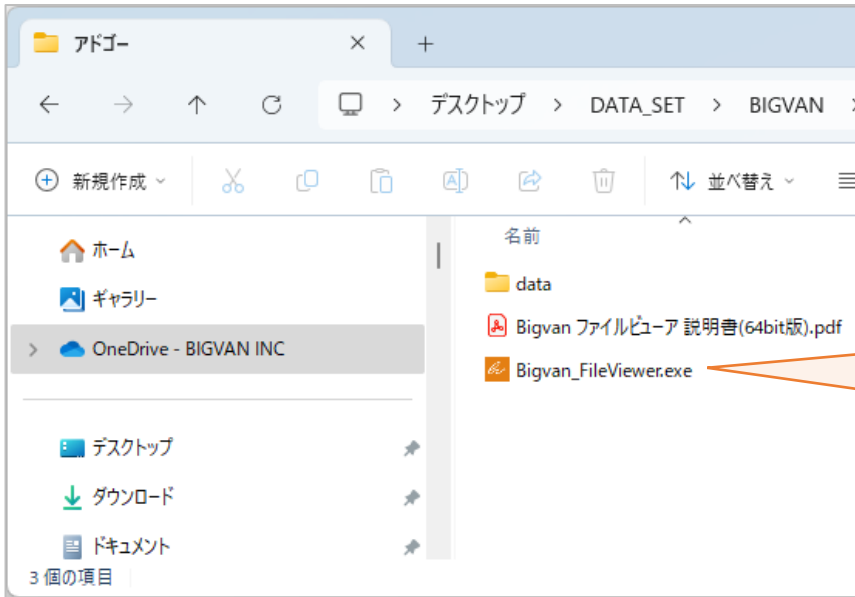 アドゴー
デスクトップ > DATA_SET > BIGVAN >
新規作成 並べ替え
名前
ホーム
data
ギャラリー
Bigvan ファイルビューア 説明書(64bit版).pdf
OneDrive - BIGVAN INC
Bigvan_FileViewer.exe
デスクトップ
ダウンロード
ドキュメント
3 個の項目